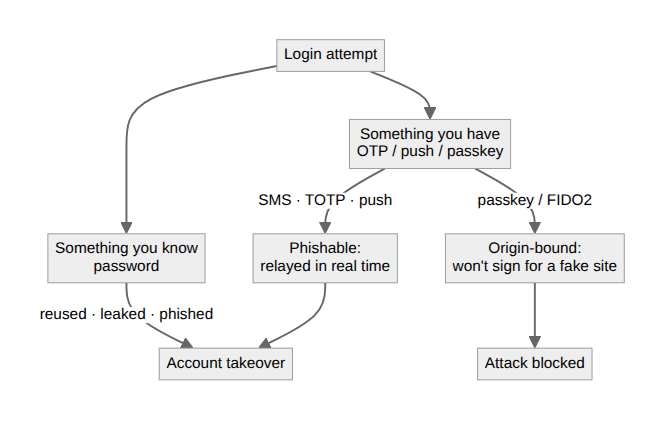 Login attempt
Something you have
OTP / push / passkey
SMS · TOTP · push
passkey / FIDO2
Something you know
password
Phishable:
relayed in real time
Origin-bound:
won't sign for a fake site
reused · leaked · phished
Account takeover
Attack blocked